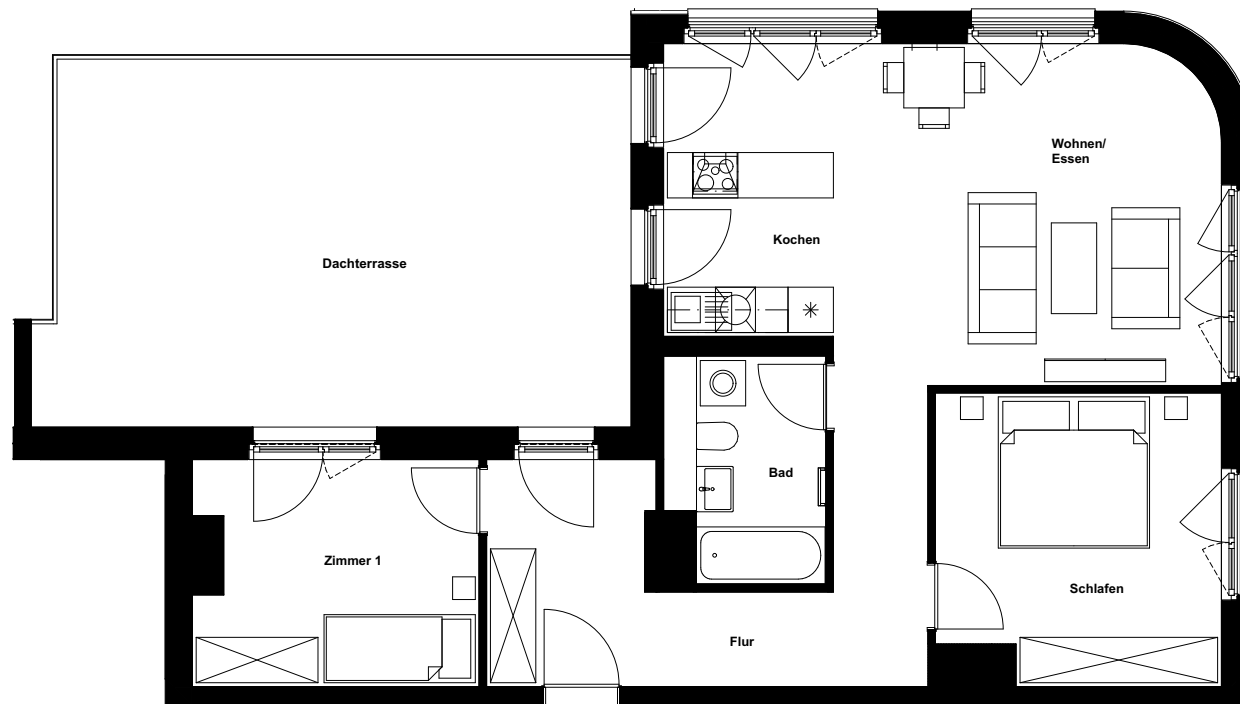 Wohnen/
Essen
Kochen
Dachterrasse
Bad
Zimmer 1
Schlafen
Flur